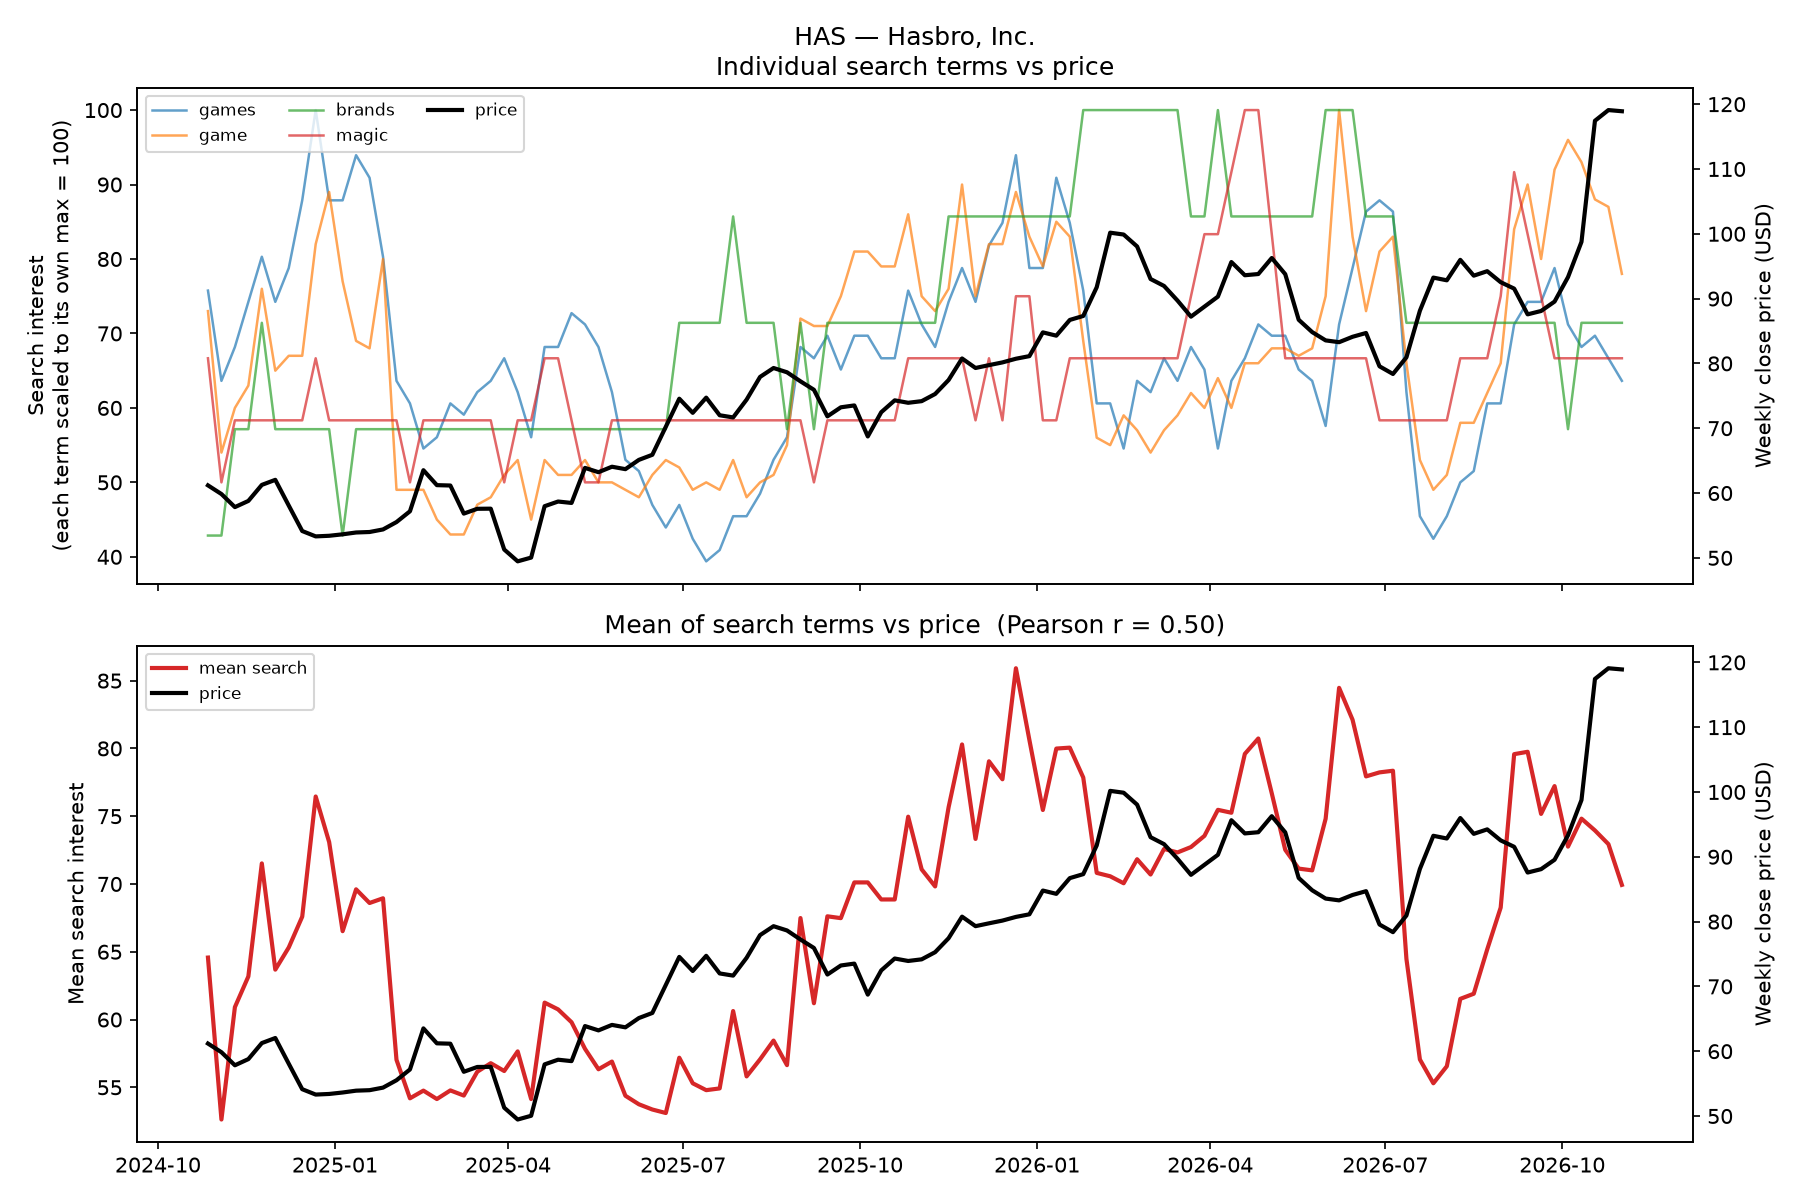 HAS — Hasbro, Inc.
Individual search terms vs price
games
game
brands
magic
price
Search interest
(each term scaled to its own max = 100)
100
90
80
70
60
50
40
120
110
100
90
80
70
60
50
Weekly close price (USD)
Mean of search terms vs price (Pearson r = 0.50)
mean search
price
Mean search interest
85
80
75
70
65
60
55
120
110
100
90
80
70
60
50
Weekly close price (USD)
2024-10
2025-01
2025-04
2025-07
2025-10
2026-01
2026-04
2026-07
2026-10